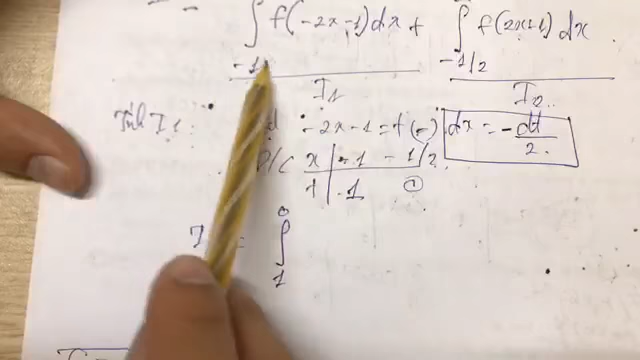 ∫ f(-2x-1)dx + ∫ f(2x+1) dx
-1 -1/2
I1 I2
Tính I1: -2x-1=t (=) dx = -dt/2
Đ/C x | -1 -1/2
t | 1 0
I = ∫
0
1